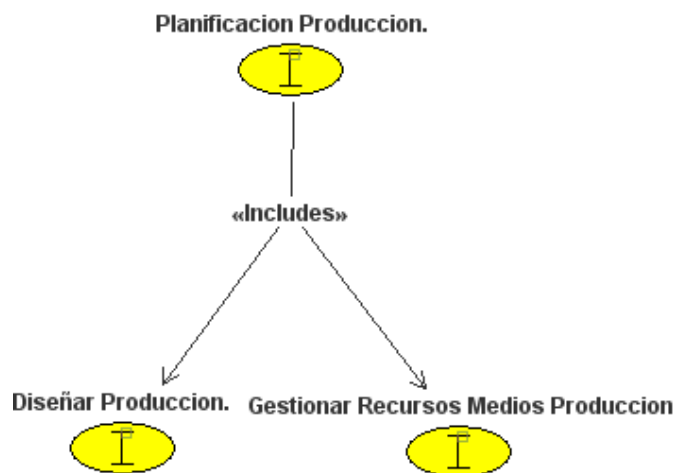 Planificacion Produccion.
«Includes»
Diseñar Produccion.
Gestionar Recursos Medios Produccion